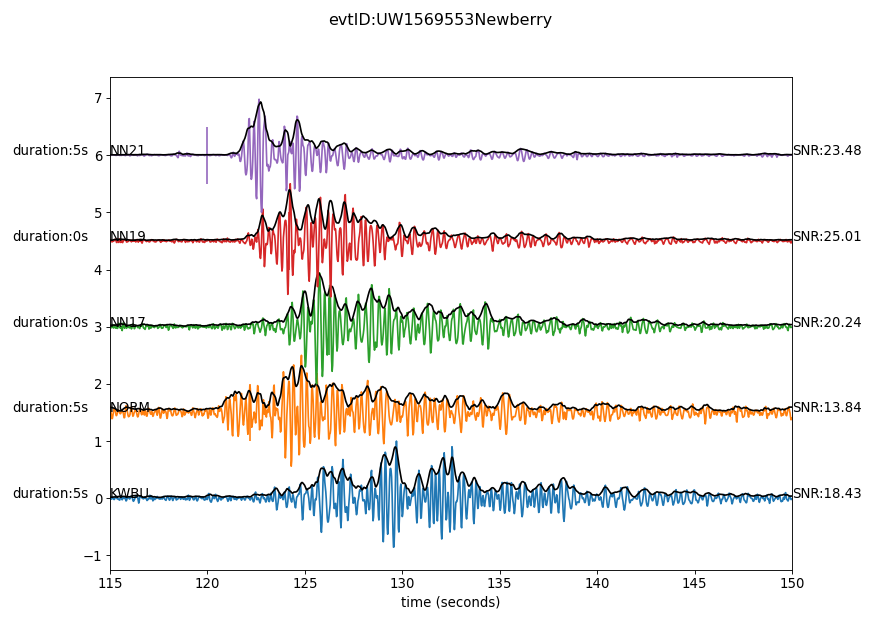 evtID:UW1569553Newberry
7
duration:5s NN21 6 SNR:23.48
5
duration:0s NN19 SNR:25.01
4
duration:0s NN17 3 SNR:20.24
2
duration:5s NORM SNR:13.84
1
duration:5s KWBU 0 SNR:18.43
−1
115 120 125 130 135 140 145 150
time (seconds)